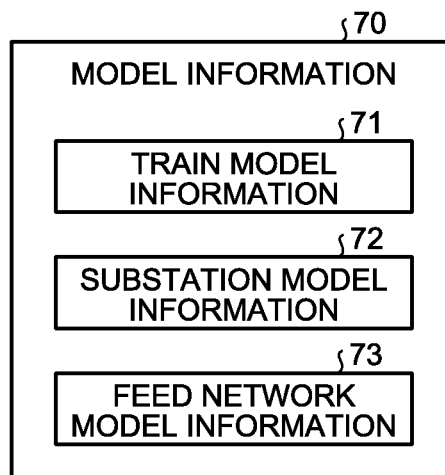 70
MODEL INFORMATION
71
TRAIN MODEL
INFORMATION
72
SUBSTATION MODEL
INFORMATION
73
FEED NETWORK
MODEL INFORMATION